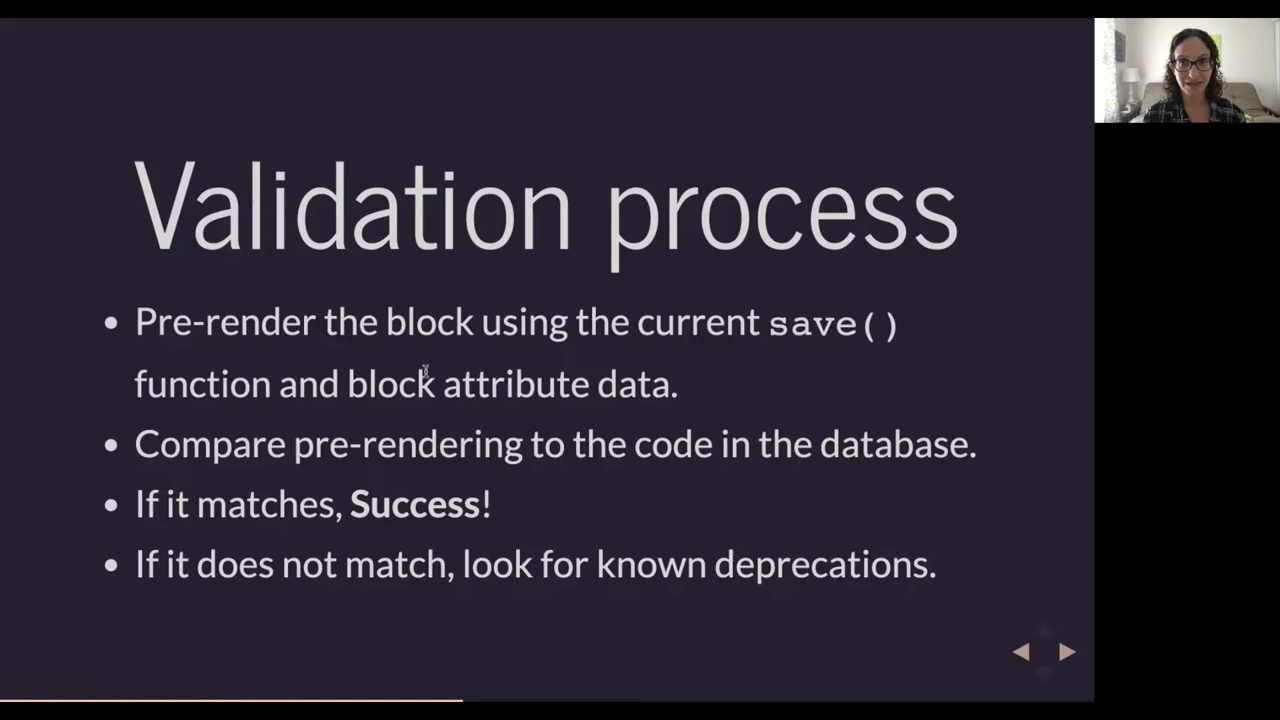 Validation process
• Pre-render the block using the current save()
function and block attribute data.
• Compare pre-rendering to the code in the database.
• If it matches, Success!
• If it does not match, look for known deprecations.